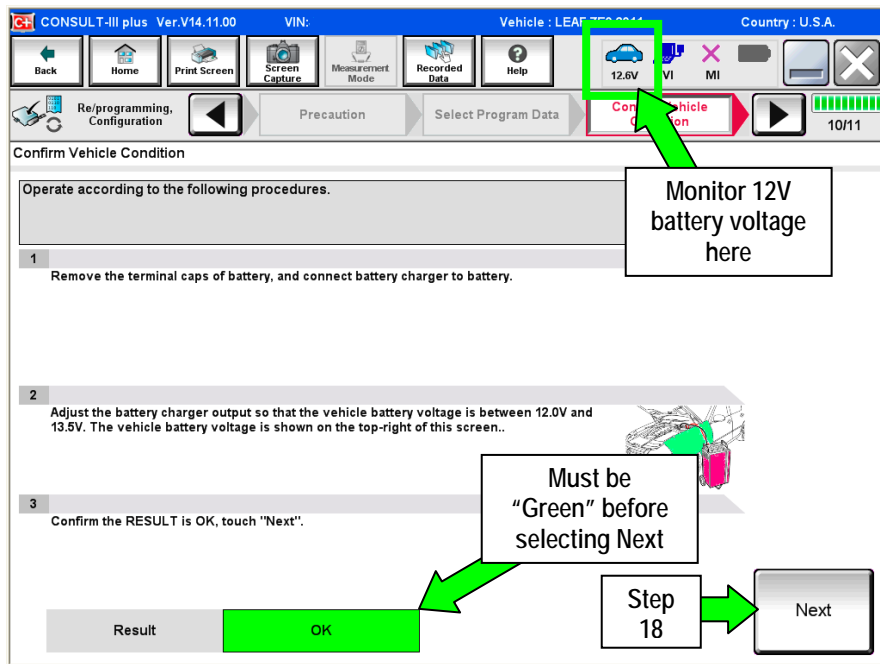 CONSULT-III plus Ver.V14.11.00 VIN: Vehicle : LEAF Country : U.S.A.
Back Home Print Screen Screen Capture Measurement Mode Recorded Data Help 12.6V VI MI
Re/programming, Configuration Precaution Select Program Data 10/11
Confirm Vehicle Condition
Operate according to the following procedures.
Monitor 12V
battery voltage
here
1
Remove the terminal caps of battery, and connect battery charger to battery.
2
Adjust the battery charger output so that the vehicle battery voltage is between 12.0V and
13.5V. The vehicle battery voltage is shown on the top-right of this screen..
Must be
“Green” before
selecting Next
3
Confirm the RESULT is OK, touch "Next".
Step
18
Next
Result OK